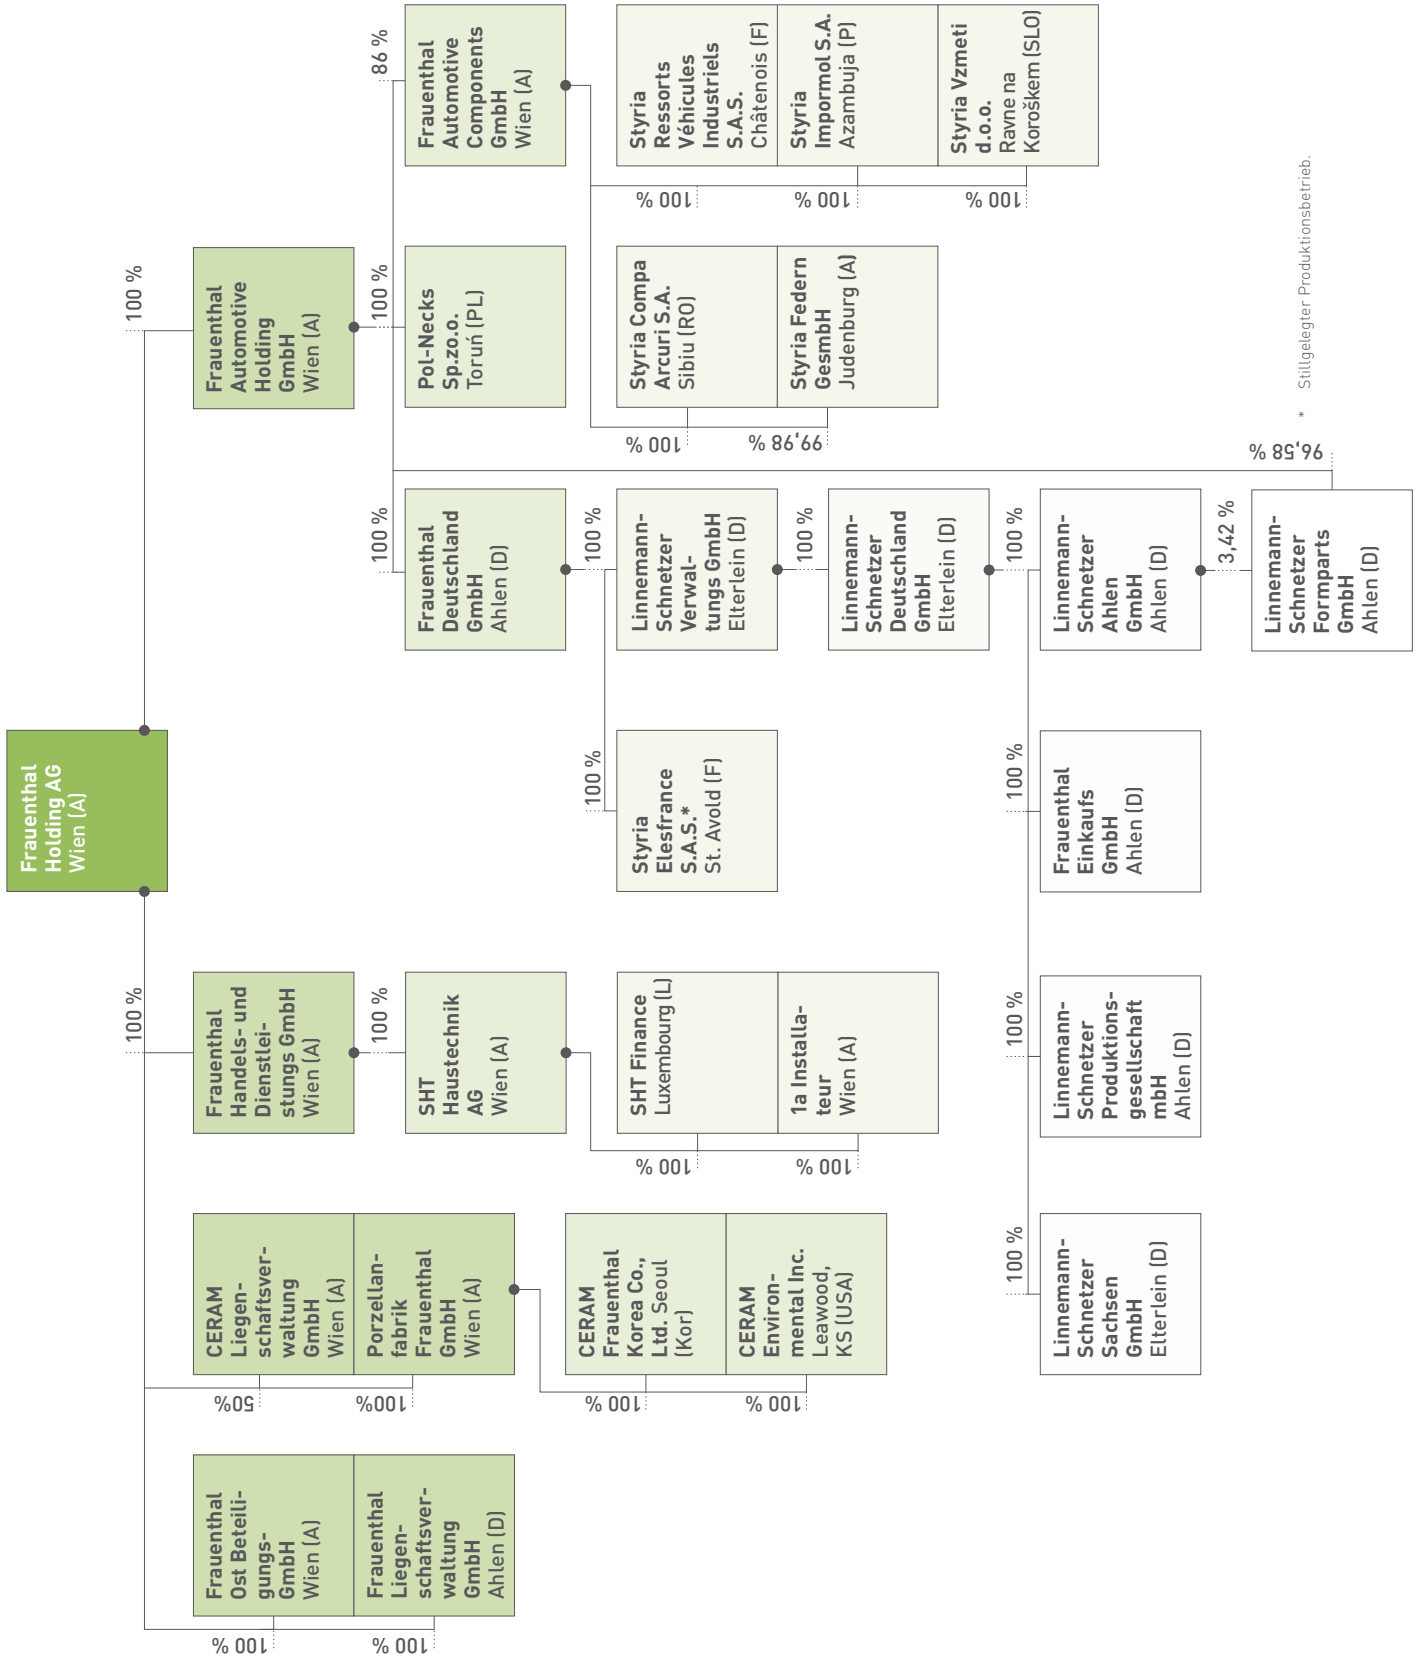 Frauenthal
Holding AG
Wien (A)
100 %
100 %
100 %
100 %
Frauenthal
Ost Beteili-
gungs-
GmbH
Wien (A)
Frauenthal
Liegen-
schaftsver-
waltung
GmbH
Ahlen (D)
50%
100%
CERAM
Liegen-
schaftsver-
waltung
GmbH
Wien (A)
Porzellan-
fabrik
Frauenthal
GmbH
Wien (A)
100 %
100 %
CERAM
Frauenthal
Korea Co.,
Ltd. Seoul
(Kor)
CERAM
Environ-
mental Inc.
Leawood,
KS (USA)
Frauenthal
Handels- und
Dienstlei-
stungs GmbH
Wien (A)
100 %
SHT
Haustechnik
AG
Wien (A)
100 %
100 %
SHT Finance
Luxembourg (L)
1a Installa-
teur
Wien (A)
Frauenthal
Automotive
Holding
GmbH
Wien (A)
100 %
100 %
86 %
Frauenthal
Deutschland
GmbH
Ahlen (D)
Pol-Necks
Sp.zo.o.
Toruń (PL)
Frauenthal
Automotive
Components
GmbH
Wien (A)
100 %
100 %
Styria
Elesfrance
S.A.S.*
St. Avold (F)
Linnemann-
Schnetzer
Verwal-
tungs GmbH
Elterlein (D)
100 %
99,98 %
Styria Compa
Arcuri S.A.
Sibiu (RO)
Styria Federn
GesmbH
Judenburg (A)
100 %
100 %
100 %
Styria
Ressorts
Véhicules
Industriels
S.A.S.
Châtenois (F)
Styria
Impormol S.A.
Azambuja (P)
Styria Vzmeti
d.o.o.
Ravne na
Koroškem (SLO)
100 %
Linnemann-
Schnetzer
Deutschland
GmbH
Elterlein (D)
100 %
100 %
100 %
100 %
Linnemann-
Schnetzer
Sachsen
GmbH
Elterlein (D)
Linnemann-
Schnetzer
Produktions-
gesellschaft
mbH
Ahlen (D)
Frauenthal
Einkaufs
GmbH
Ahlen (D)
Linnemann-
Schnetzer
Ahlen
GmbH
Ahlen (D)
3,42 %
96,58 %
Linnemann-
Schnetzer
Formparts
GmbH
Ahlen (D)
* Stillgelegter Produktionsbetrieb.